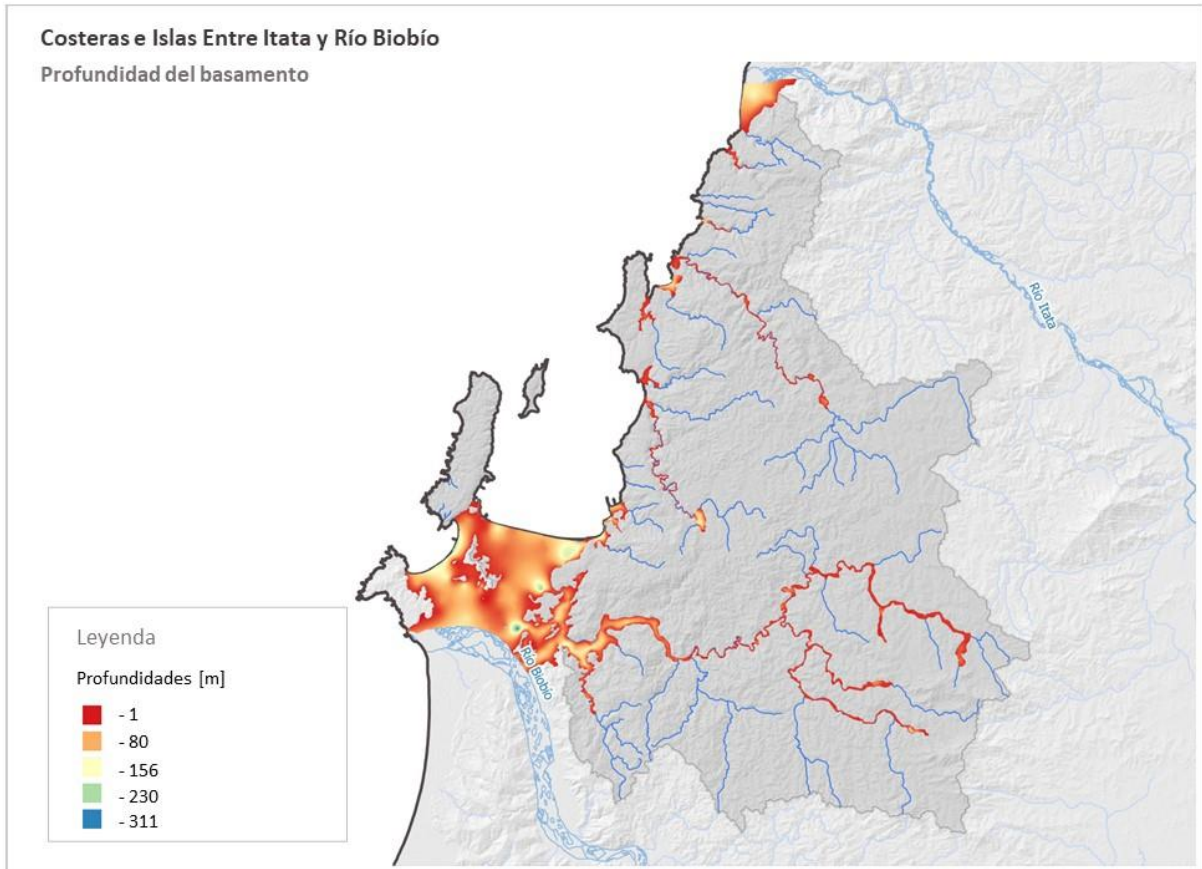 Costeras e Islas Entre Itata y Río Biobío
Profundidad del basamento
Río Itata
Río Biobío
Leyenda
Profundidades [m]
- 1
- 80
- 156
- 230
- 311